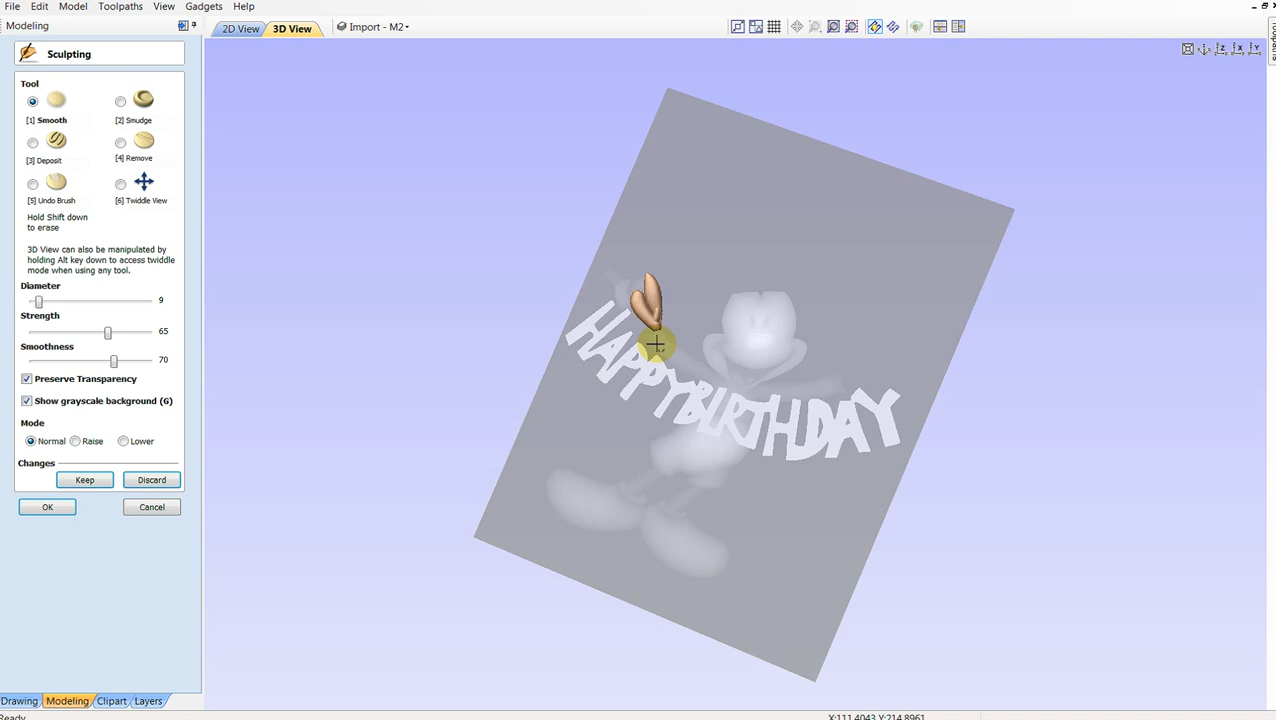 File Edit Model Toolpaths View Gadgets Help
Modeling
2D View 3D View Import - M2
Sculpting
Tool
[1] Smooth [2] Smudge
[3] Deposit [4] Remove
[5] Undo Brush [6] Twiddle View
Hold Shift down
to erase
3D View can also be manipulated by
holding Alt key down to access twiddle
mode when using any tool.
Diameter
9
Strength
65
Smoothness
70
Preserve Transparency
Show grayscale background (G)
Mode
Normal Raise Lower
Changes
Keep Discard
OK Cancel
HAPPY BIRTHDAY
Drawing Modeling Clipart Layers
Ready X:111.4043 Y:214.8961